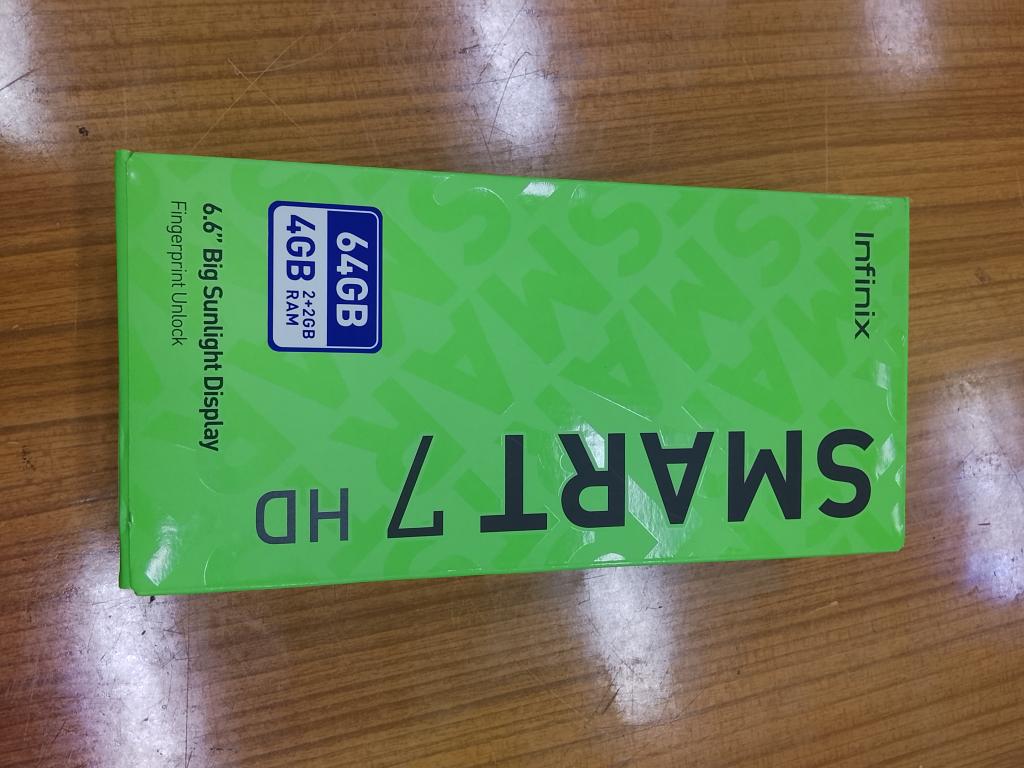 Infinix
SMART 7
HD
64GB
4GB 2+2GB RAM
6.6” Big Sunlight Display
Fingerprint Unlock